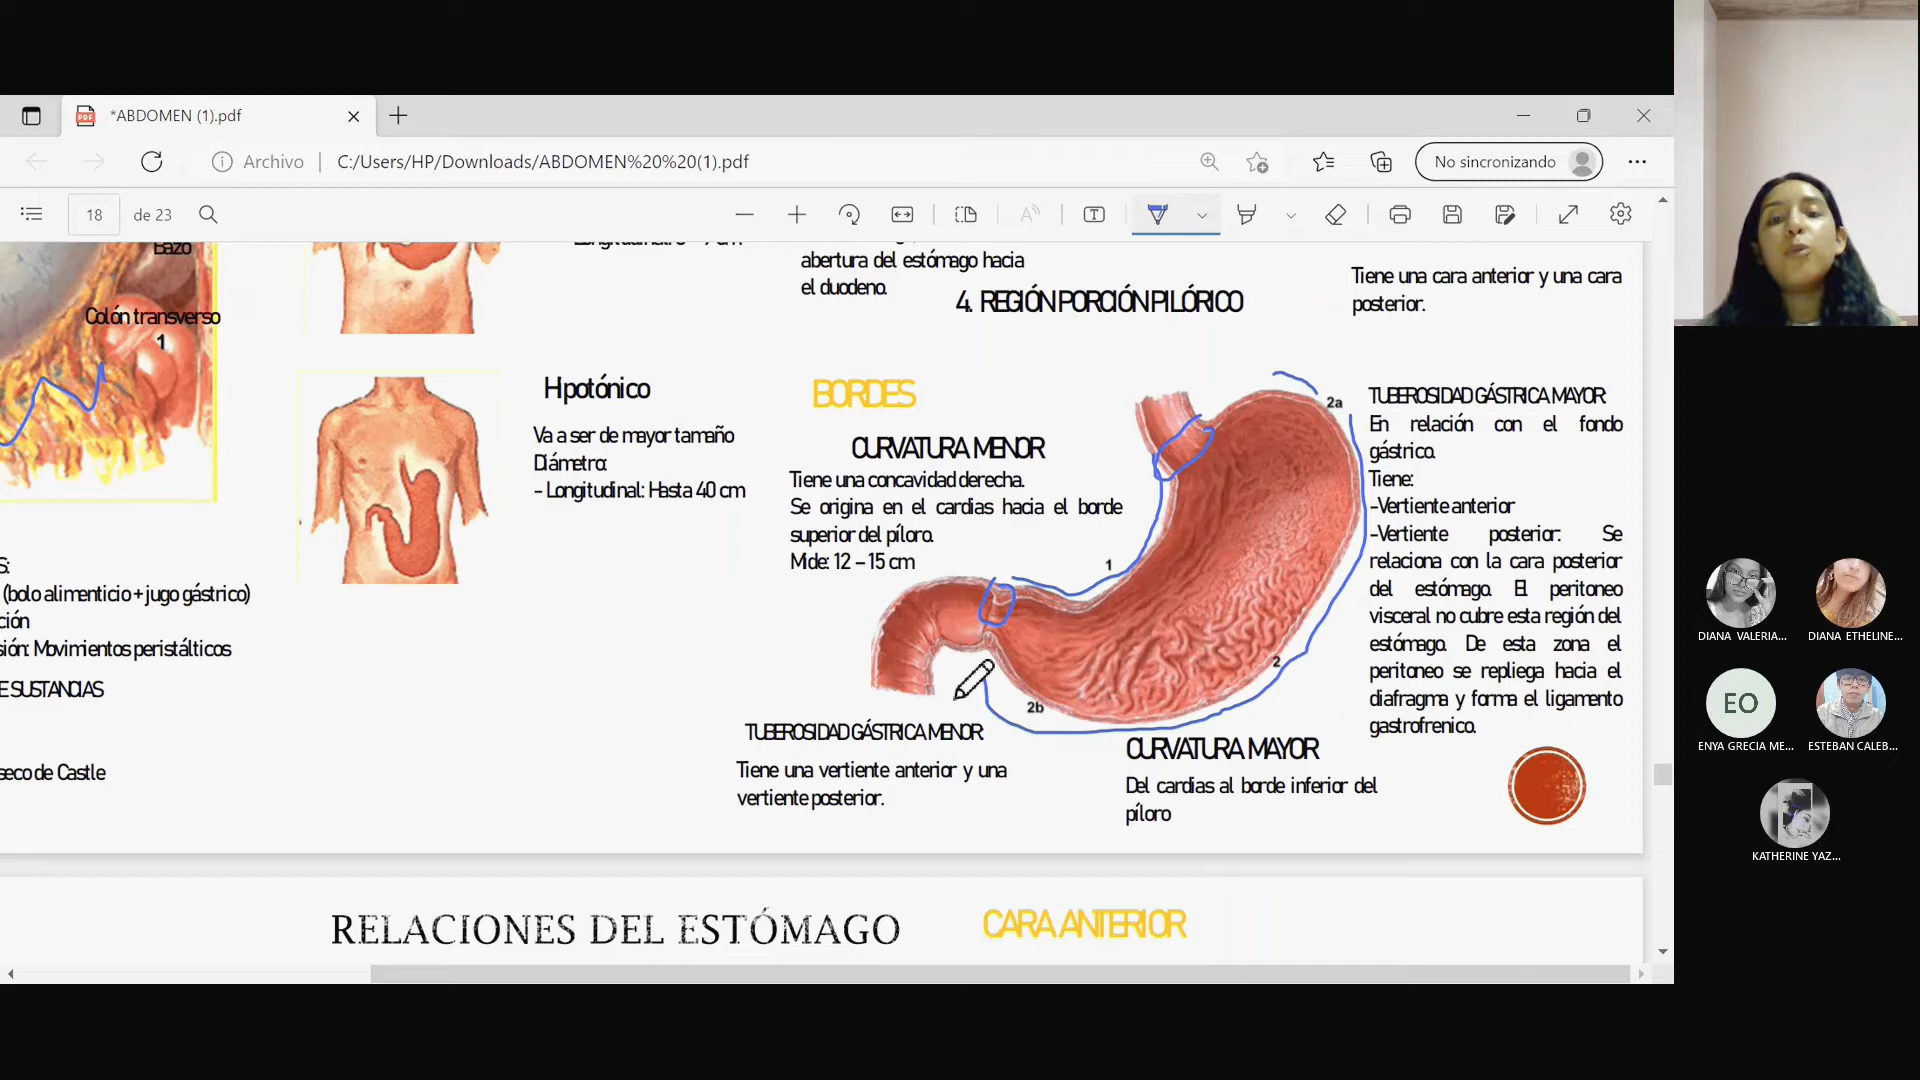 *ABDOMEN (1).pdf
Archivo
C:/Users/HP/Downloads/ABDOMEN%20%20(1).pdf
No sincronizando
18
de 23
Bazo
Colón transverso
1
S:
(bolo alimenticio + jugo gástrico)
ción
sión: Movimientos peristálticos
E SUSTANCIAS
seco de Castle
Hpotónico
Va a ser de mayor tamaño
Diámetro:
- Longitudinal: Hasta 40 cm
abertura del estómago hacia
el duodeno.
4. REGIÓN PORCIÓN PILÓRICO
Tiene una cara anterior y una cara
posterior.
BORDES
CURVATURA MENOR
Tiene una concavidad derecha.
Se origina en el cardias hacia el borde
superior del píloro.
Mide: 12 – 15 cm
1
2a
2
2b
TUBEROSIDAD GÁSTRICA MAYOR
En relación con el fondo
gástrico.
Tiene:
-Vertiente anterior
-Vertiente posterior: Se
relaciona con la cara posterior
del estómago. El peritoneo
visceral no cubre esta región del
estómago. De esta zona el
peritoneo se repliega hacia el
diafragma y forma el ligamento
gastrofrenico.
TUBEROSIDAD GÁSTRICA MENOR
Tiene una vertiente anterior y una
vertiente posterior.
CURVATURA MAYOR
Del cardias al borde inferior del
píloro
RELACIONES DEL ESTÓMAGO
CARA ANTERIOR
DIANA VALERIA...
DIANA ETHELINE...
EO
ENYA GRECIA ME...
ESTEBAN CALEB...
KATHERINE YAZ...